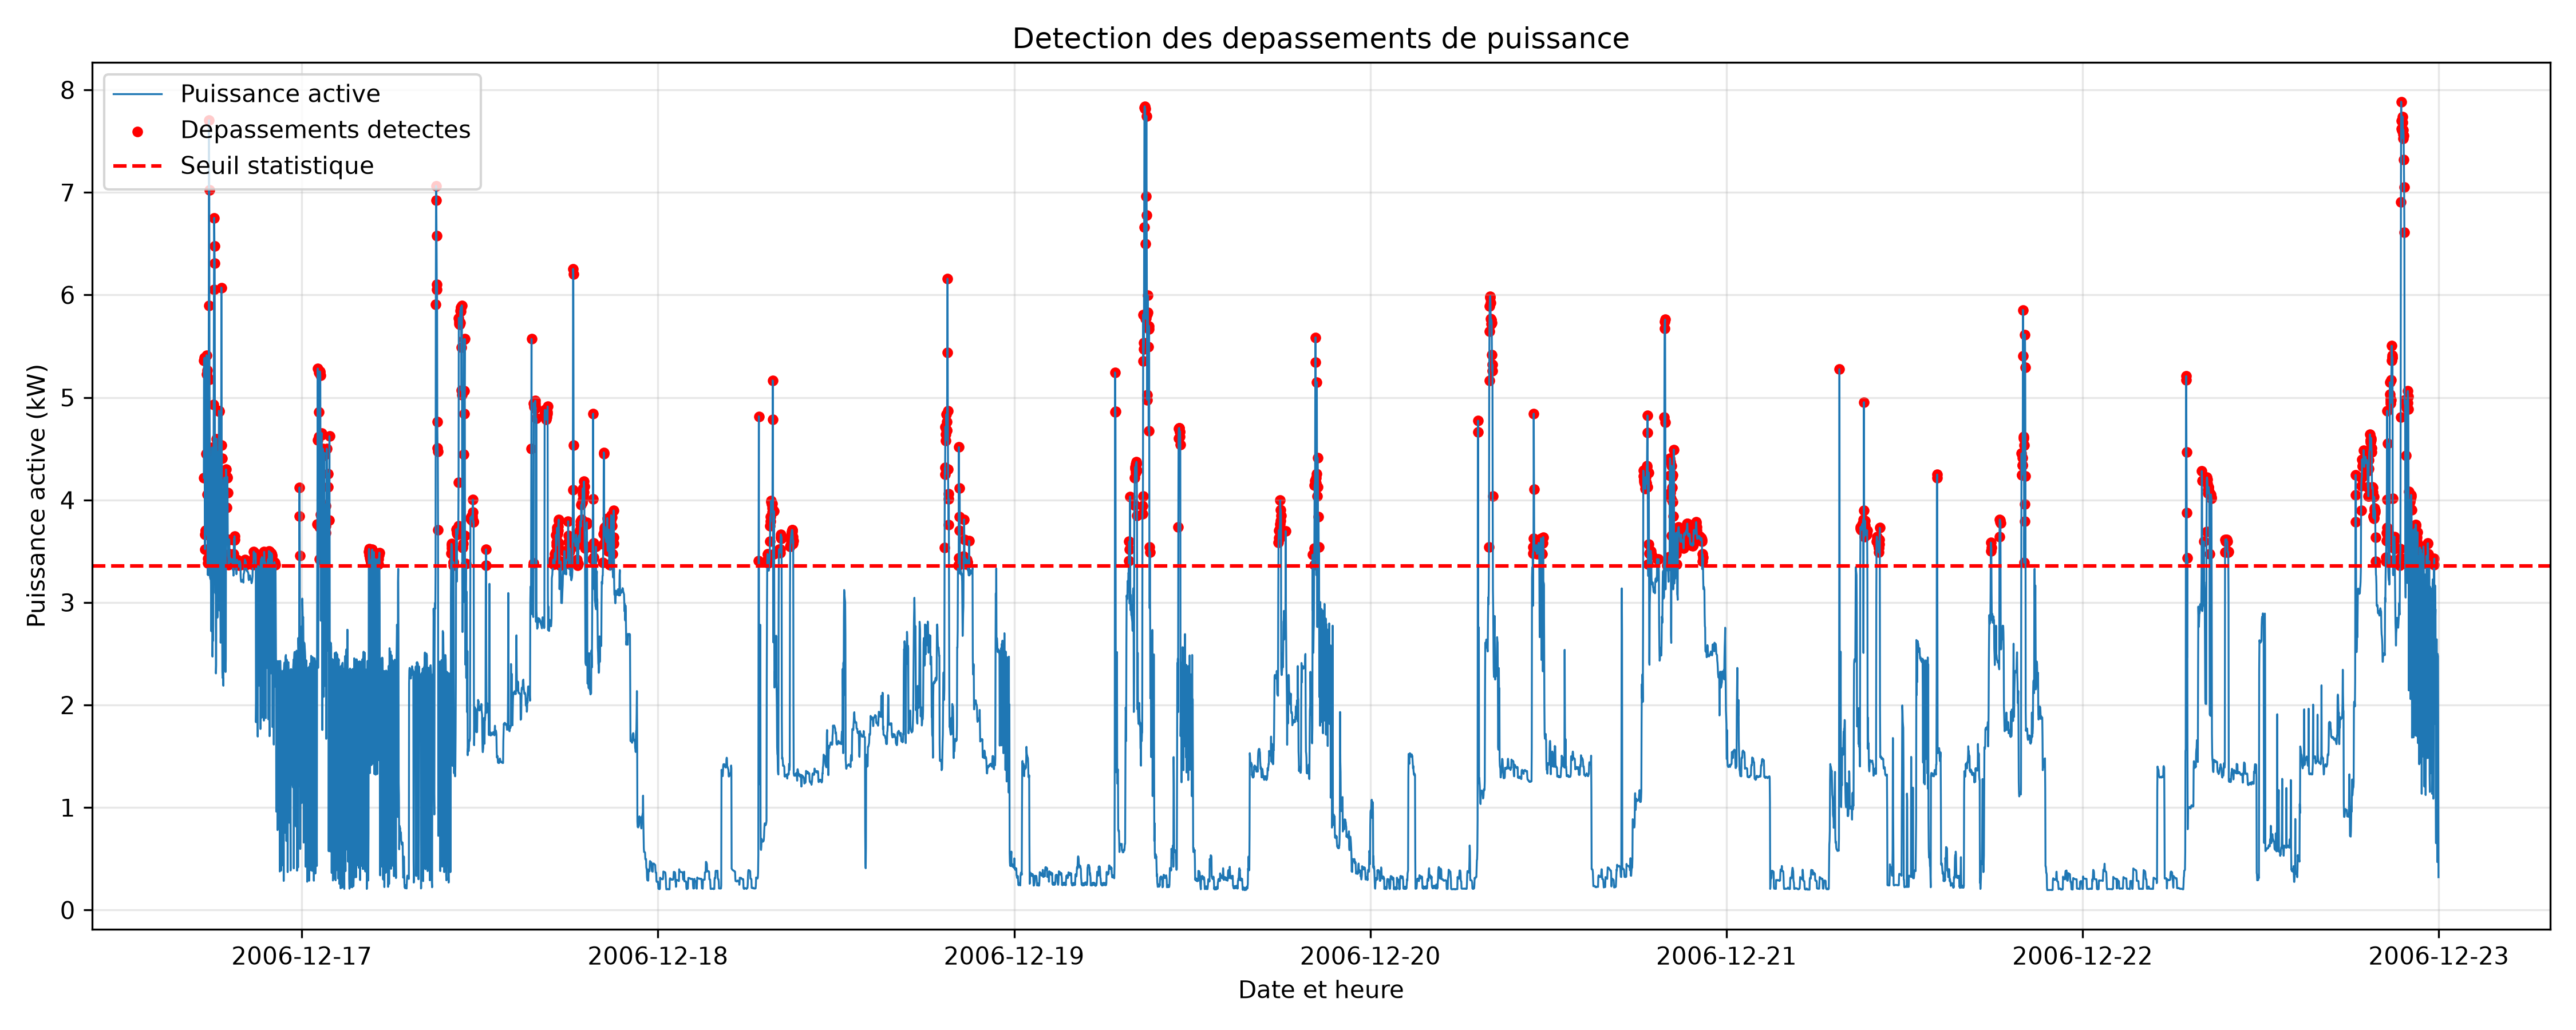 Detection des depassements de puissance
Puissance active
Depassements detectes
Seuil statistique
Puissance active (kW)
8
7
6
5
4
3
2
1
0
2006-12-17
2006-12-18
2006-12-19
2006-12-20
2006-12-21
2006-12-22
2006-12-23
Date et heure